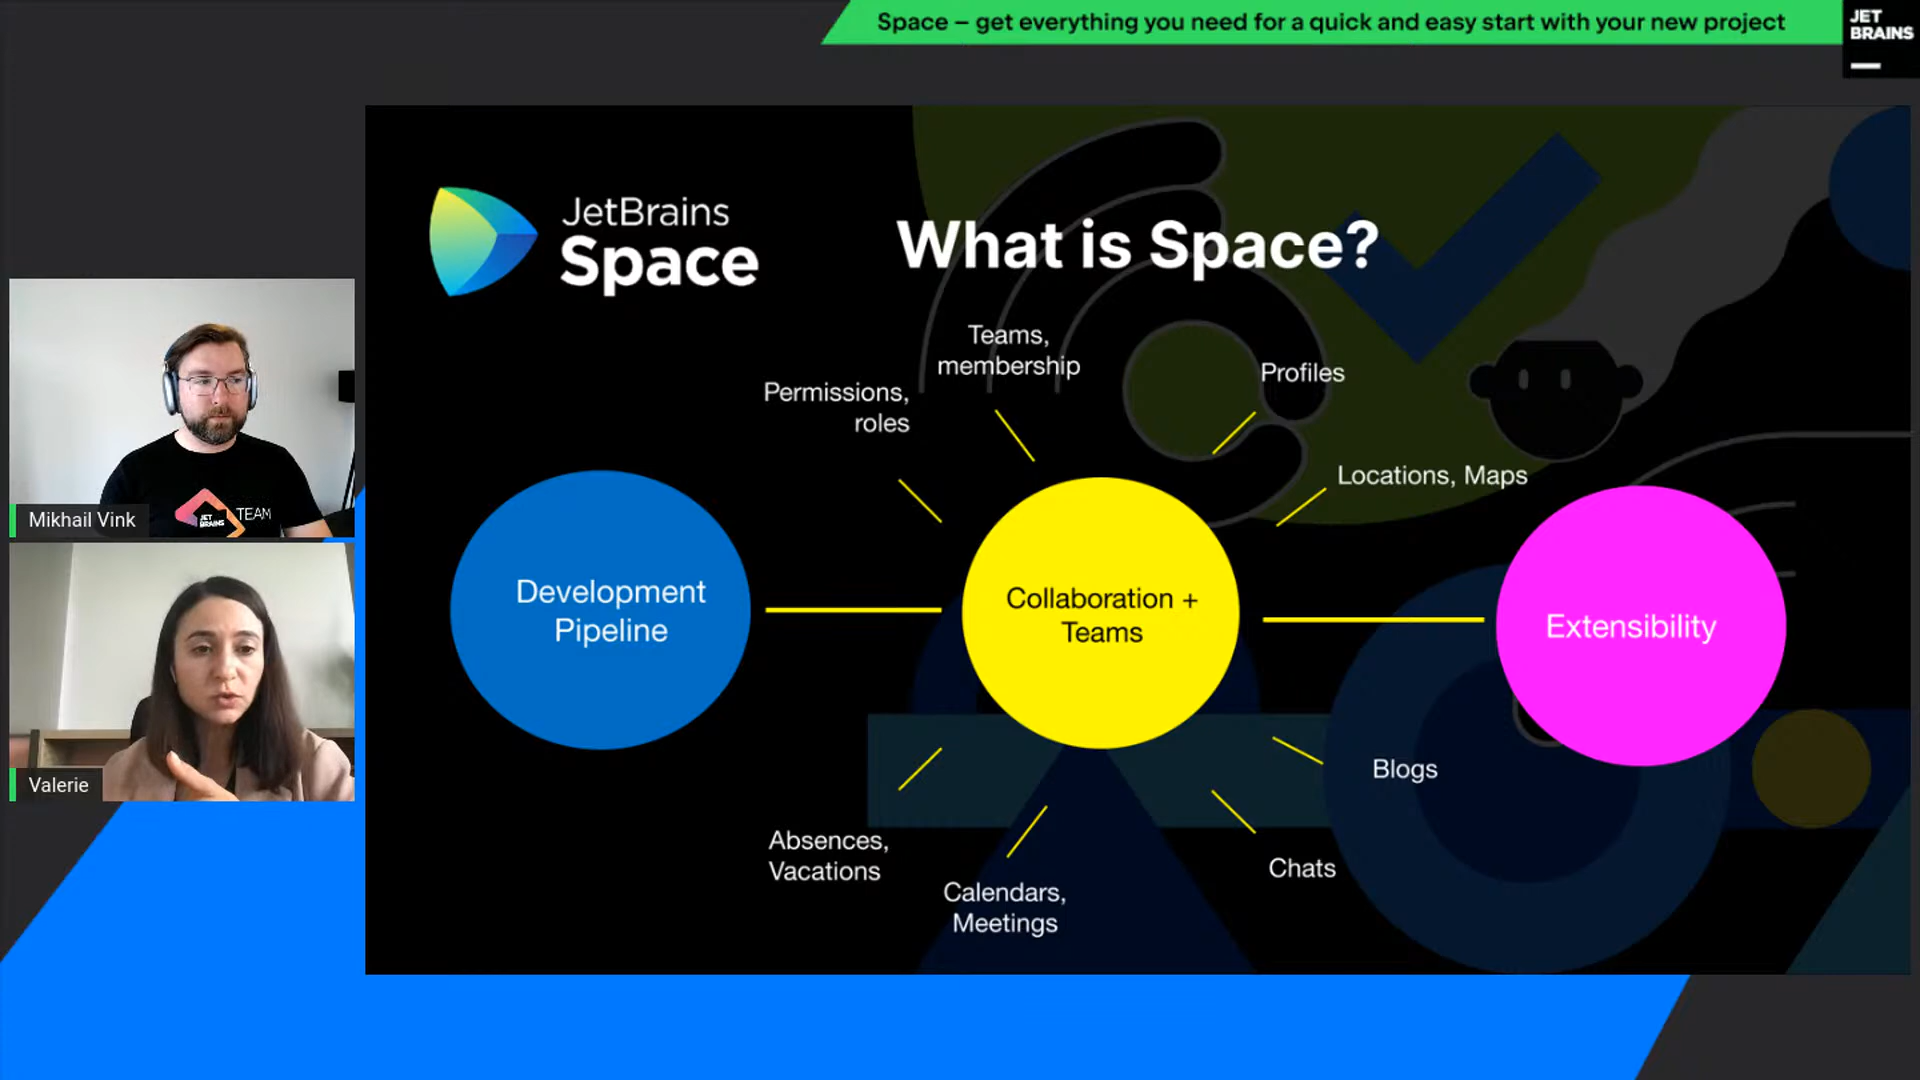 Space – get everything you need for a quick and easy start with your new project
JET
BRAINS
JetBrains
Space
What is Space?
Teams,
membership
Permissions,
roles
Profiles
Locations, Maps
Development
Pipeline
Collaboration +
Teams
Extensibility
Blogs
Absences,
Vacations
Chats
Calendars,
Meetings
JET
BRAINS
TEAM
Mikhail Vink
Valerie